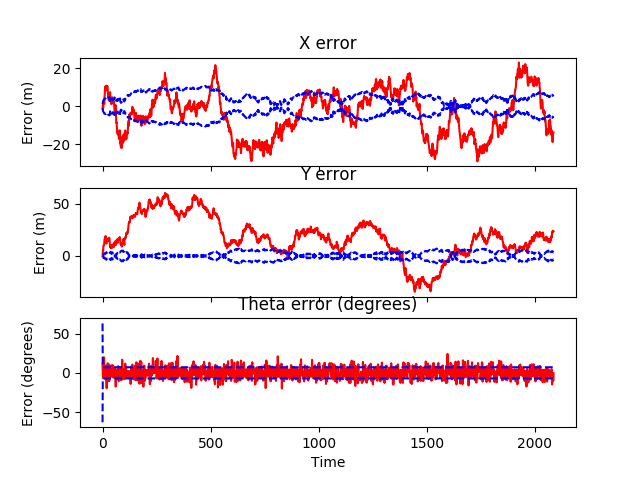 X error
Error (m)
20
0
−20
Y error
Error (m)
50
0
Theta error (degrees)
Error (degrees)
50
0
−50
0 500 1000 1500 2000
Time